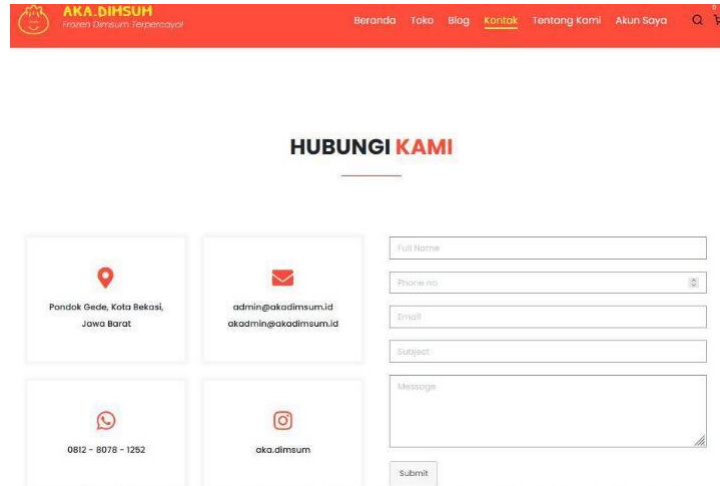 AKA.DIMSUM
Frozen Dimsum Terpercaya!
Beranda Toko Blog Kontak Tentang Kami Akun Saya
0
HUBUNGI KAMI
Pondok Gede, Kota Bekasi,
Jawa Barat
admin@akadimsum.id
akadmin@akadimsum.id
0812 - 8078 - 1252
aka.dimsum
Full Name
Phone no
Email
Subject
Message
Submit